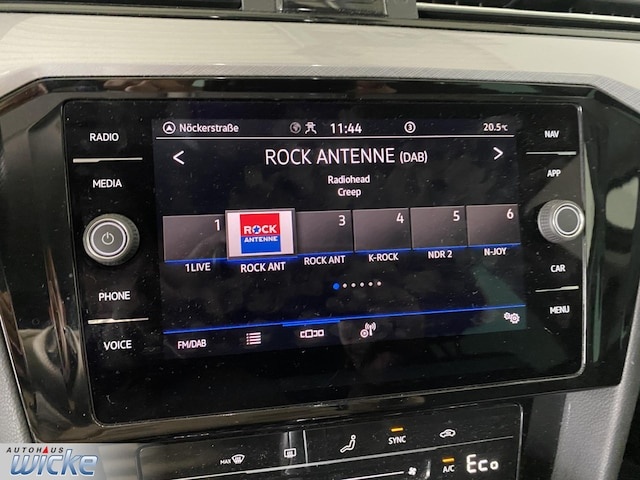 RADIO
MEDIA
PHONE
VOICE
Nöckerstraße
11:44
3
20.5°C
ROCK ANTENNE (DAB)
Radiohead
Creep
1
ROCK
ANTENNE
3
4
5
6
1LIVE
ROCK ANT
ROCK ANT
K-ROCK
NDR 2
N-JOY
FM/DAB
NAV
APP
CAR
MENU
MAX
SYNC
A/C
Eco
AUTOHAUS
WICKE